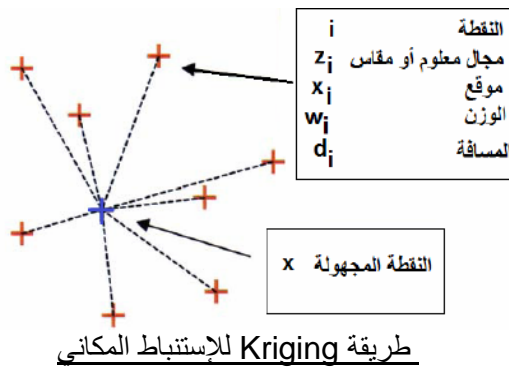 النقطة i
مجال معلوم أو مقاس zi
موقع xi
الوزن wi
المسافة di
النقطة المجهولة x
طريقة Kriging للإستنباط المكاني